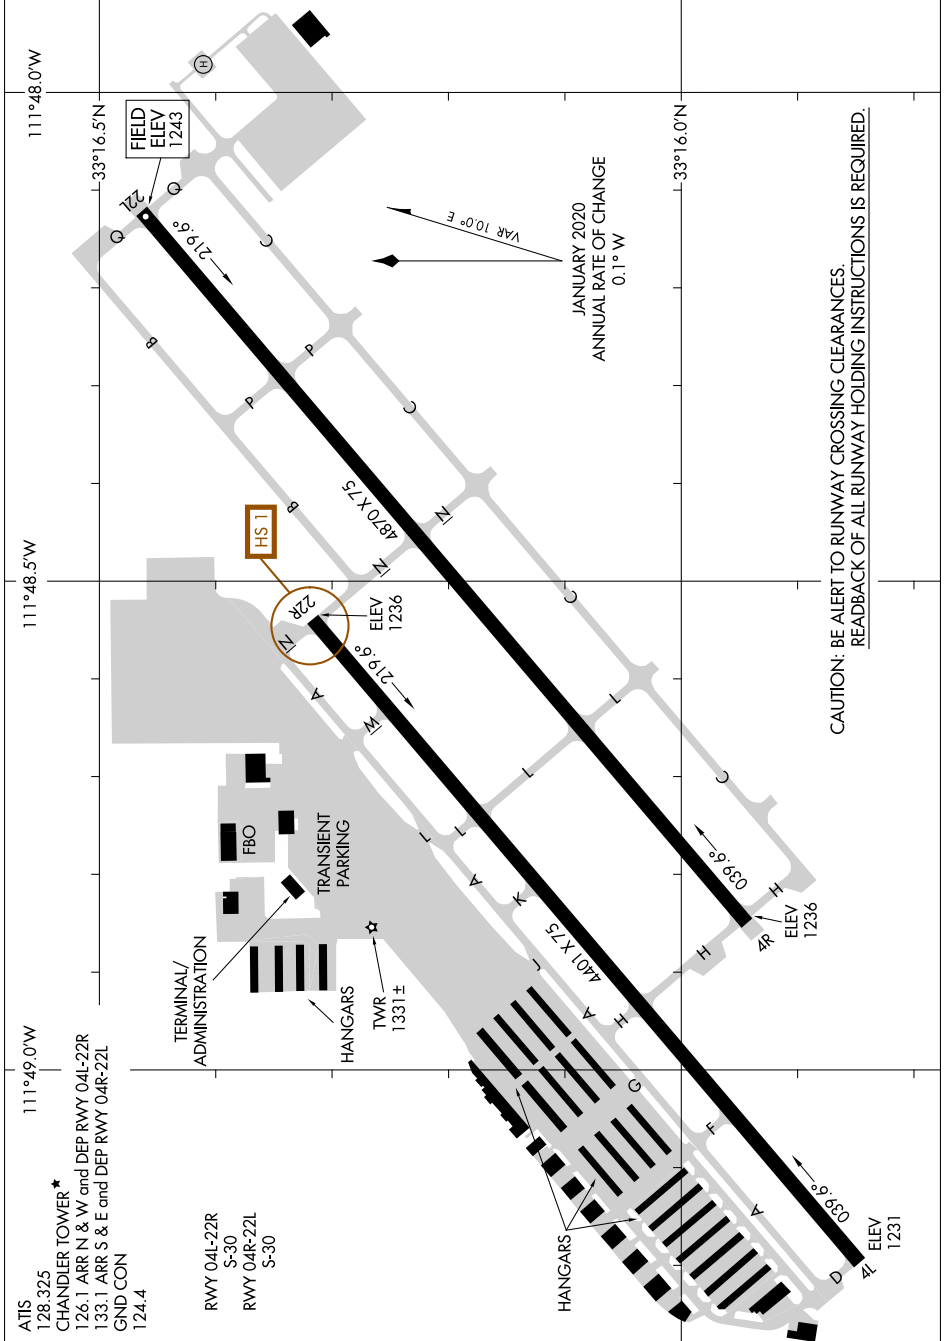 ATIS
128.325
CHANDLER TOWER★
126.1 ARR N & W and DEP RWY 04L-22R
133.1 ARR S & E and DEP RWY 04R-22L
GND CON
124.4
RWY 04L-22R
S-30
RWY 04R-22L
S-30
111°49.0'W
111°48.5'W
111°48.0'W
33°16.5'N
33°16.0'N
FIELD
ELEV
1243
H
22L
219.6°
Q
Q
C
B
P
P
C
B
4870 X 75
N
N
N
HS 1
22R
ELEV
1236
219.6°
A
M
C
L
L
L
L
A
K
C
039.6°
ELEV
1236
4R
H
H
H
4401 X 75
J
A
G
F
A
039.6°
ELEV
1231
4L
D
FBO
TRANSIENT
PARKING
TERMINAL/
ADMINISTRATION
HANGARS
TWR
1331±
HANGARS
VAR 10.0° E
JANUARY 2020
ANNUAL RATE OF CHANGE
0.1° W
CAUTION: BE ALERT TO RUNWAY CROSSING CLEARANCES.
READBACK OF ALL RUNWAY HOLDING INSTRUCTIONS IS REQUIRED.